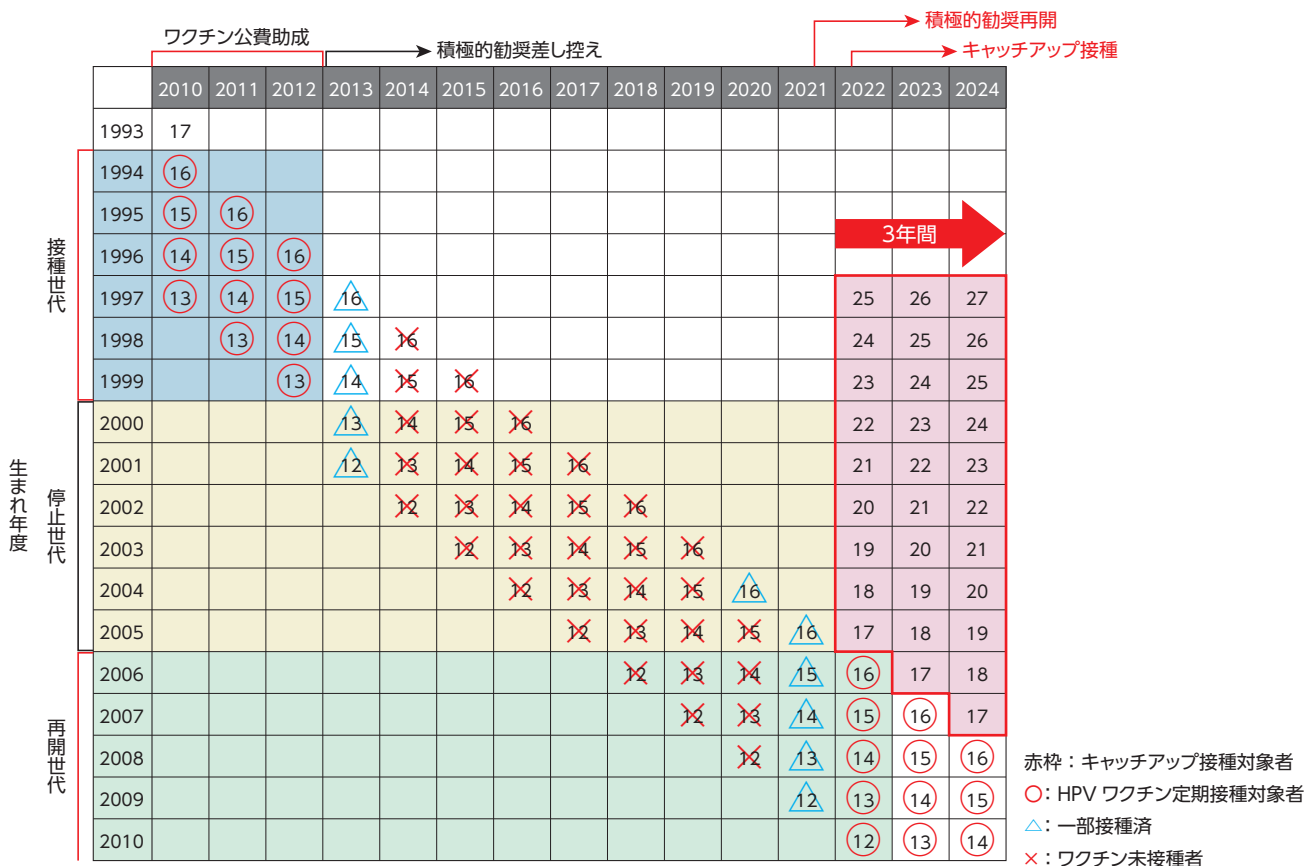 積極的勧奨再開
ワクチン公費助成
積極的勧奨差し控え
キャッチアップ接種
2010 2011 2012 2013 2014 2015 2016 2017 2018 2019 2020 2021 2022 2023 2024
1993 17
1994 16
1995 15 16
3年間
1996 14 15 16
接種世代
1997 13 14 15 16 25 26 27
1998 13 14 15 16 24 25 26
1999 13 14 15 16 23 24 25
2000 13 14 15 16 22 23 24
生まれ年度
2001 12 13 14 15 16 21 22 23
停止世代
2002 12 13 14 15 16 20 21 22
2003 12 13 14 15 16 19 20 21
2004 12 13 14 15 16 18 19 20
2005 12 13 14 15 16 17 18 19
2006 12 13 14 15 16 17 18
再開世代
2007 12 13 14 15 16 17
2008 12 13 14 15 16
2009 12 13 14 15
2010 12 13 14
赤枠:キャッチアップ接種対象者
○:HPV ワクチン定期接種対象者
△:一部接種済
×:ワクチン未接種者